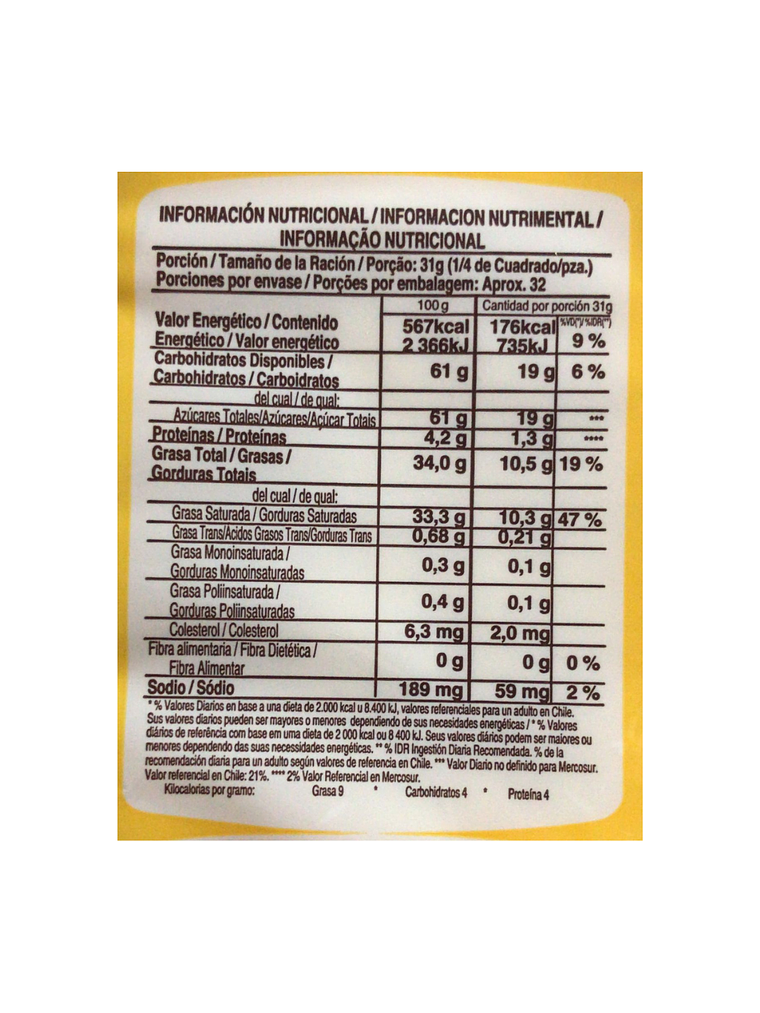 INFORMACIÓN NUTRICIONAL / INFORMACION NUTRIMENTAL /
INFORMAÇÃO NUTRICIONAL
Porción / Tamaño de la Ración / Porção: 31g (1/4 de Cuadrado/pza.)
Porciones por envase / Porções por embalagem: Aprox. 32
100 g Cantidad por porción 31g
Valor Energético / Contenido 567kcal 176kcal %VD(*)/%IDR(**)
Energético / Valor energético 2 366kJ 735kJ 9 %
Carbohidratos Disponibles /
Carbohidratos / Carboidratos 61 g 19 g 6 %
del cual / de qual:
Azúcares Totales/Azúcares/Açúcar Totais 61 g 19 g ***
Proteínas / Proteínas 4,2 g 1,3 g ****
Grasa Total / Grasas /
Gorduras Totais 34,0 g 10,5 g 19 %
del cual / de qual:
Grasa Saturada / Gorduras Saturadas 33,3 g 10,3 g 47 %
Grasa Trans/Acidos Grasos Trans/Gorduras Trans 0,68 g 0,21 g
Grasa Monoinsaturada /
Gorduras Monoinsaturadas 0,3 g 0,1 g
Grasa Poliinsaturada /
Gorduras Poliinsaturadas 0,4 g 0,1 g
Colesterol / Colesterol 6,3 mg 2,0 mg
Fibra alimentaria / Fibra Dietética /
Fibra Alimentar 0 g 0 g 0 %
Sodio / Sódio 189 mg 59 mg 2 %
* % Valores Diarios en base a una dieta de 2.000 kcal u 8.400 kJ, valores referenciales para un adulto en Chile.
Sus valores diarios pueden ser mayores o menores dependiendo de sus necesidades energéticas / * % Valores
diários de referência com base em uma dieta de 2 000 kcal ou 8 400 kJ. Seus valores diários podem ser maiores ou
menores dependendo das suas necessidades energéticas. ** % IDR Ingestión Diaria Recomendada. % de la
recomendación diaria para un adulto según valores de referencia en Chile. *** Valor Diario no definido para Mercosur.
Valor referencial en Chile: 21%. **** 2% Valor Referencial en Mercosur.
Kilocalorías por gramo: Grasa 9 • Carbohidratos 4 • Proteína 4